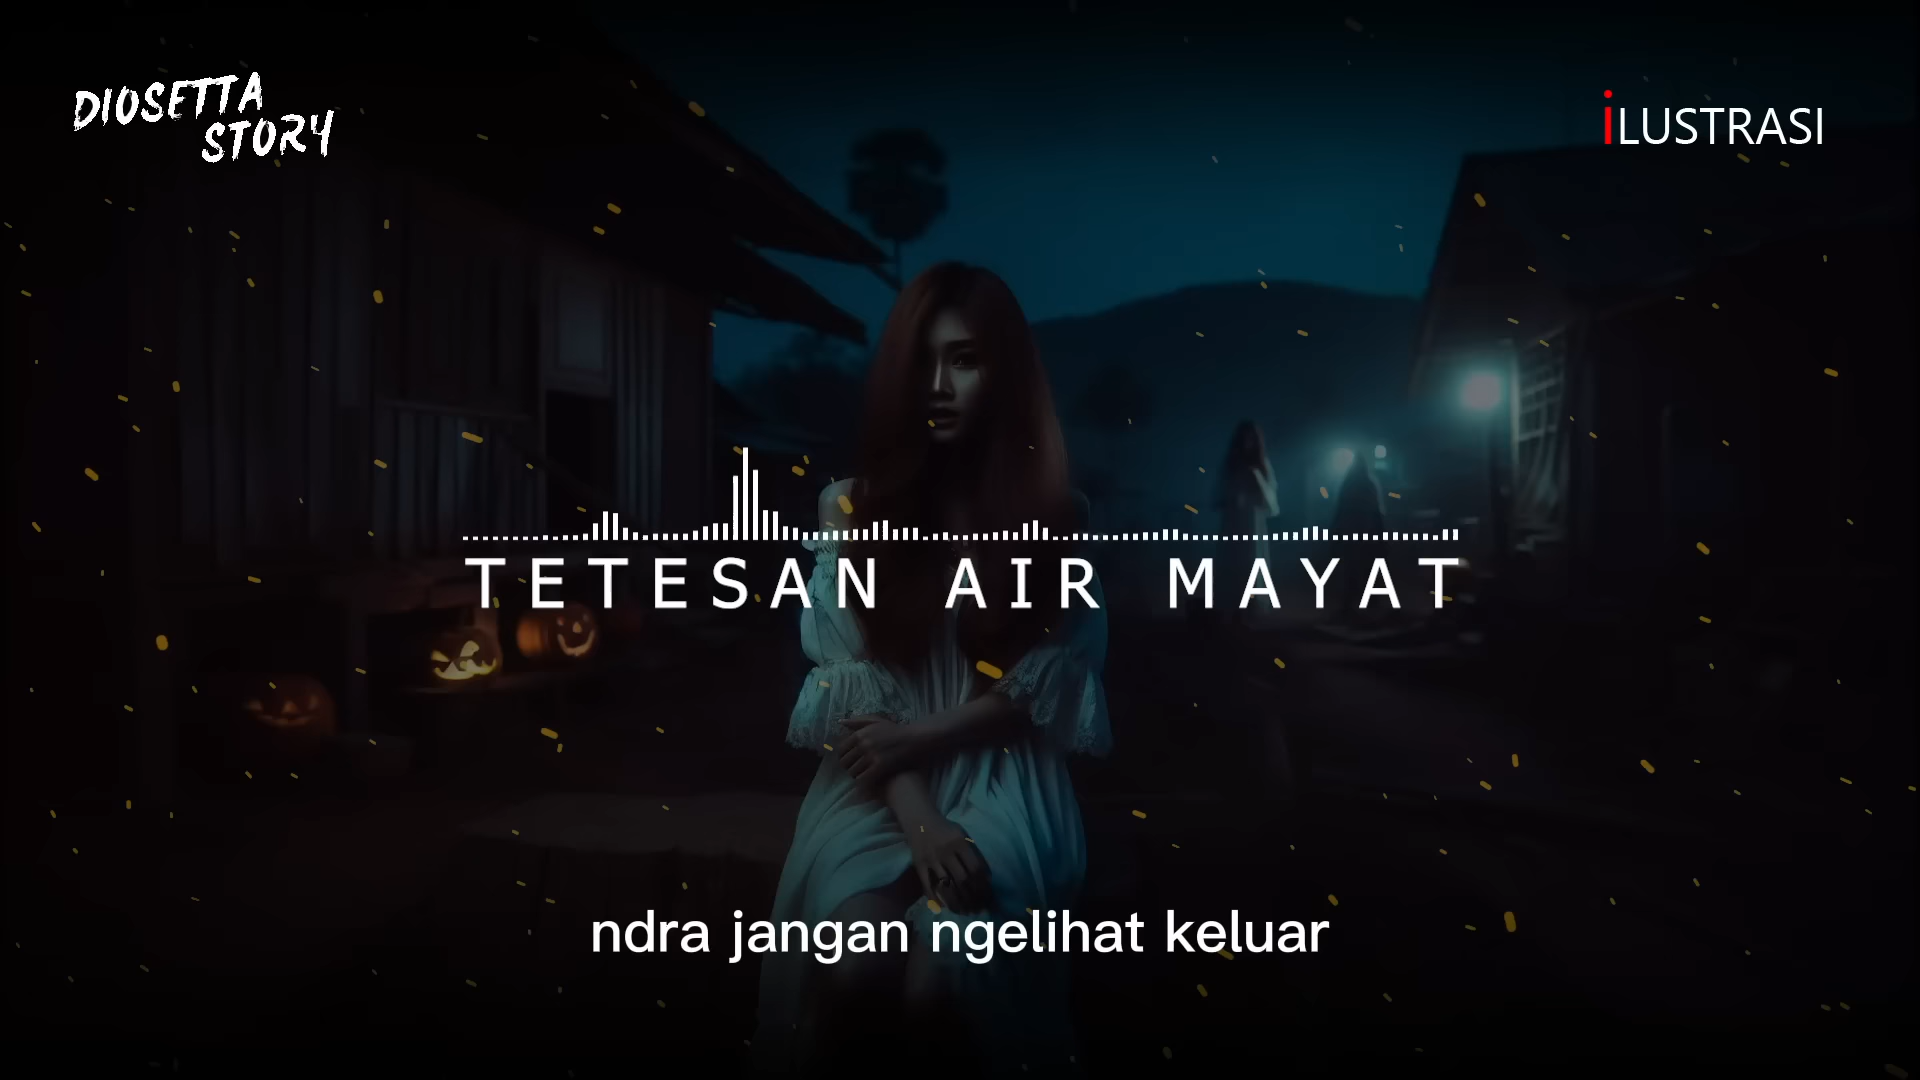 DIOSETTA
STORY
iLUSTRASI
TETESAN AIR MAYAT
ndra jangan ngelihat keluar